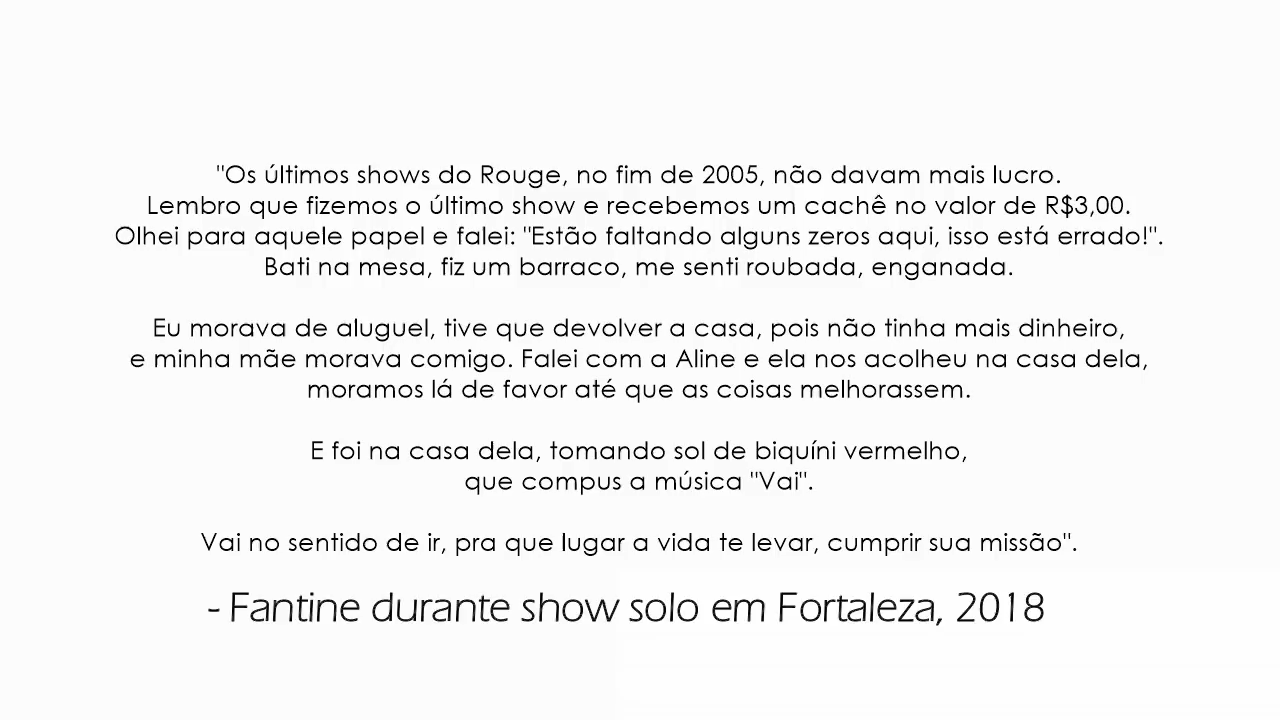 "Os últimos shows do Rouge, no fim de 2005, não davam mais lucro.
Lembro que fizemos o último show e recebemos um cachê no valor de R$3,00.
Olhei para aquele papel e falei: "Estão faltando alguns zeros aqui, isso está errado!".
Bati na mesa, fiz um barraco, me senti roubada, enganada.
Eu morava de aluguel, tive que devolver a casa, pois não tinha mais dinheiro,
e minha mãe morava comigo. Falei com a Aline e ela nos acolheu na casa dela,
moramos lá de favor até que as coisas melhorassem.
E foi na casa dela, tomando sol de biquíni vermelho,
que compus a música "Vai".
Vai no sentido de ir, pra que lugar a vida te levar, cumprir sua missão".
- Fantine durante show solo em Fortaleza, 2018